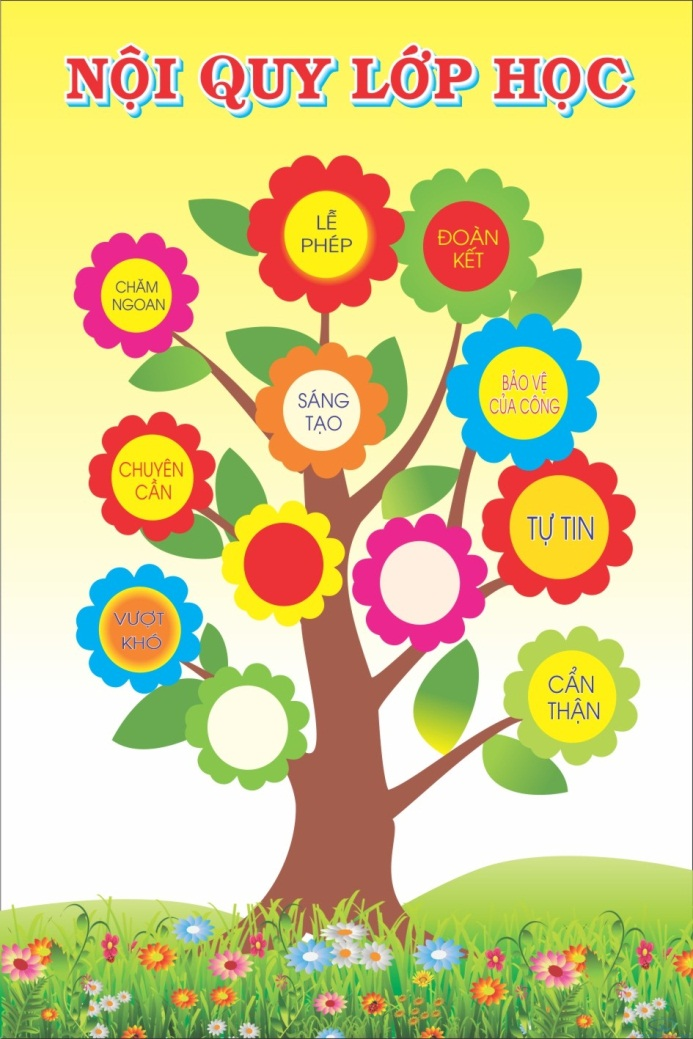 NỘI QUY LỚP HỌC
LỄ
PHÉP
ĐOÀN
KẾT
CHĂM
NGOAN
BẢO VỆ
CỦA CÔNG
SÁNG
TẠO
CHUYÊN
CẦN
TỰ TIN
VƯỢT
KHÓ
CẨN
THẬN